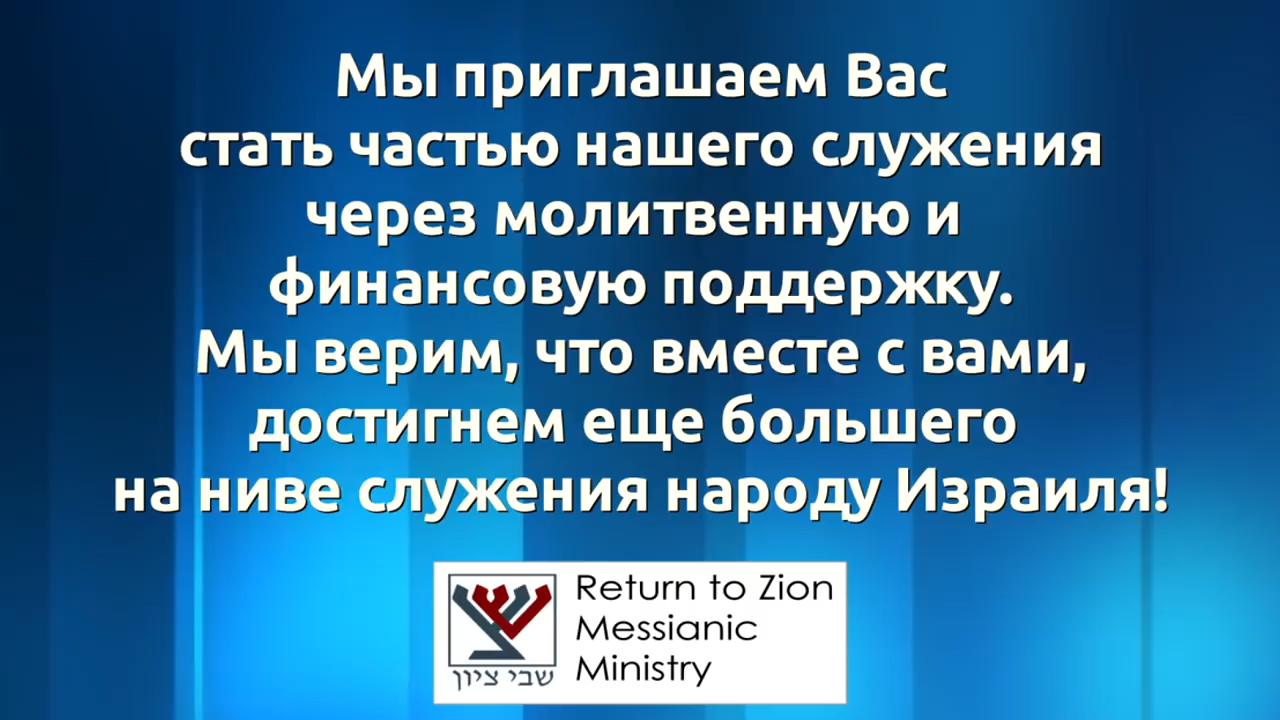 Мы приглашаем Вас
стать частью нашего служения
через молитвенную и
финансовую поддержку.
Мы верим, что вместе с вами,
достигнем еще большего
на ниве служения народу Израиля!
Return to Zion
Messianic
Ministry
שבי ציון